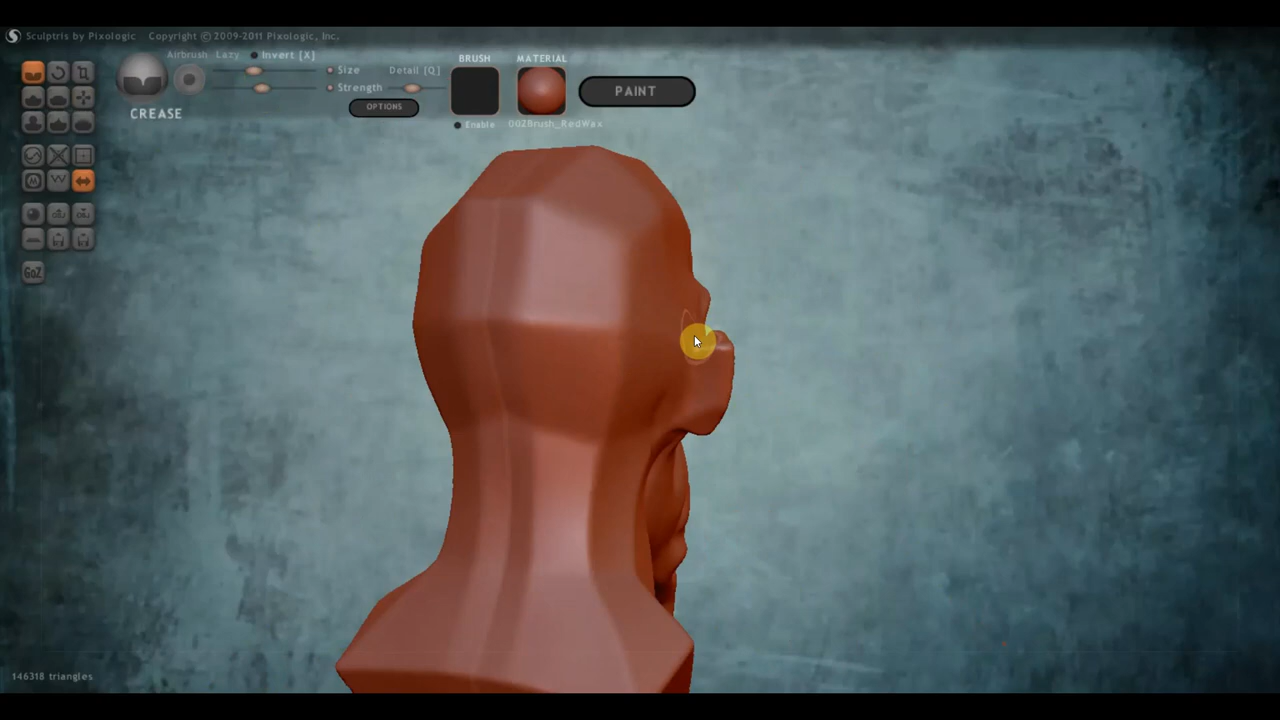 Sculptris by Pixologic Copyright © 2009-2011 Pixologic, Inc.
Airbrush Lazy Invert [X]
BRUSH MATERIAL
Size Detail [Q]
Strength
PAINT
OPTIONS
CREASE
Enable 00ZBrush_RedWax
GoZ
146318 triangles